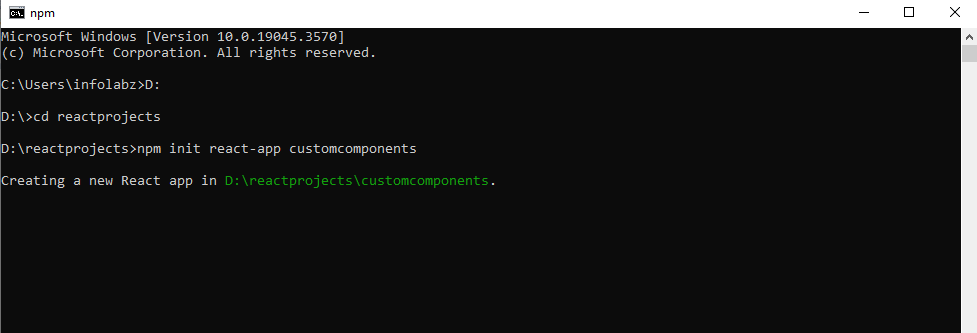 npm
Microsoft Windows [Version 10.0.19045.3570]
(c) Microsoft Corporation. All rights reserved.
C:\Users\infolabz>D:
D:\>cd reactprojects
D:\reactprojects>npm init react-app customcomponents
Creating a new React app in D:\reactprojects\customcomponents.